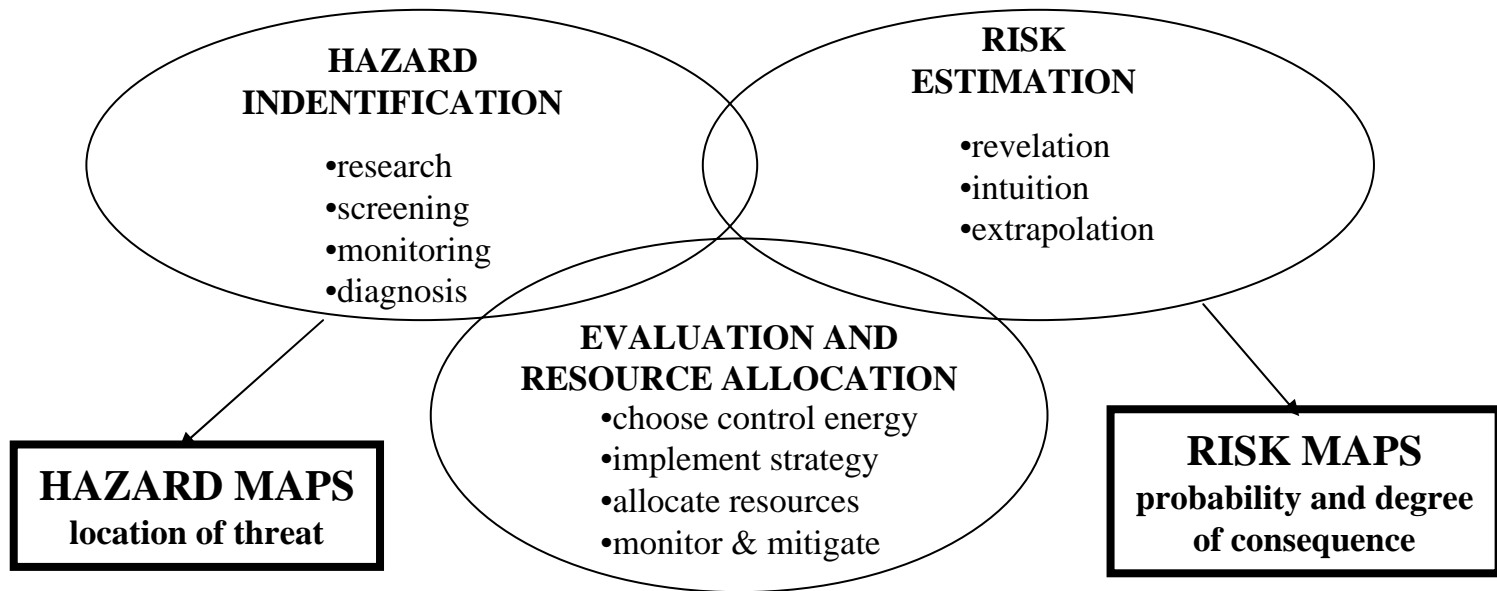 HAZARD
INDENTIFICATION
•research
•screening
•monitoring
•diagnosis
RISK
ESTIMATION
•revelation
•intuition
•extrapolation
EVALUATION AND
RESOURCE ALLOCATION
•choose control energy
•implement strategy
•allocate resources
•monitor & mitigate
HAZARD MAPS
location of threat
RISK MAPS
probability and degree
of consequence